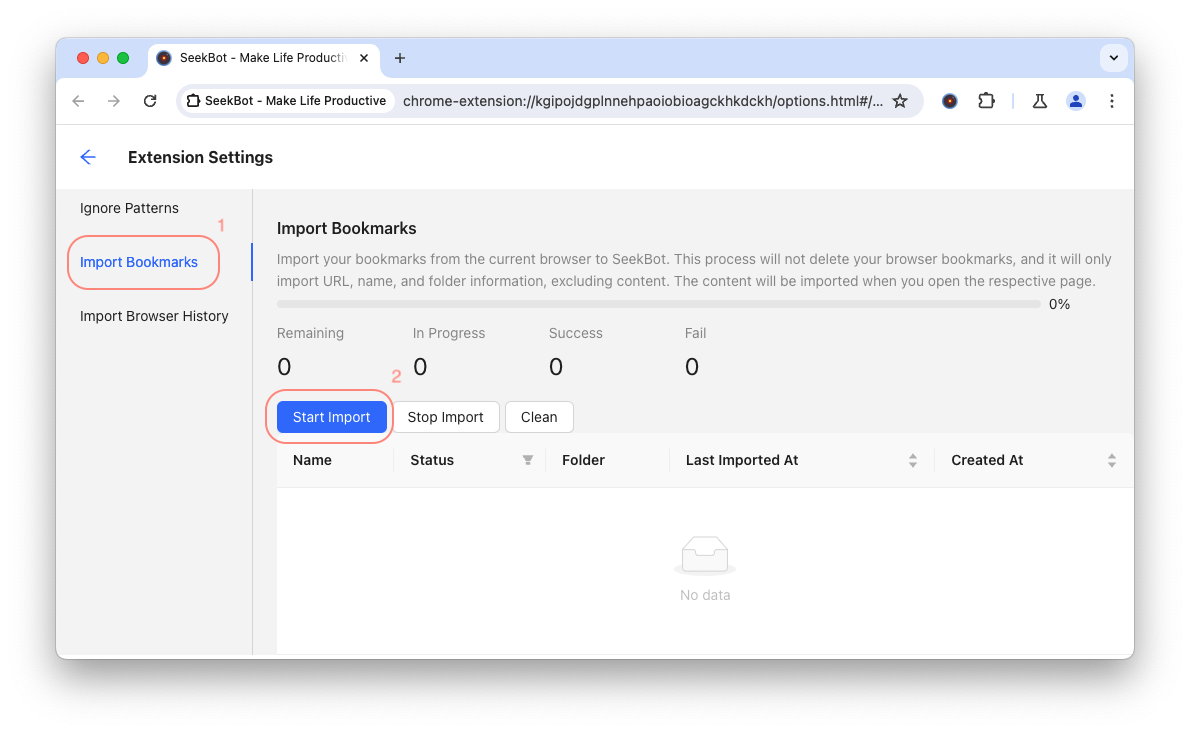 SeekBot - Make Life Producti
SeekBot - Make Life Productive chrome-extension://kgipojdgplnnehpaoiobioagckhkdckh/options.html#/...
Extension Settings
Ignore Patterns
1
Import Bookmarks
Import Browser History
Import Bookmarks
Import your bookmarks from the current browser to SeekBot. This process will not delete your browser bookmarks, and it will only
import URL, name, and folder information, excluding content. The content will be imported when you open the respective page.
0%
Remaining In Progress Success Fail
0 0 0 0
2
Start Import Stop Import Clean
Name Status Folder Last Imported At Created At
No data